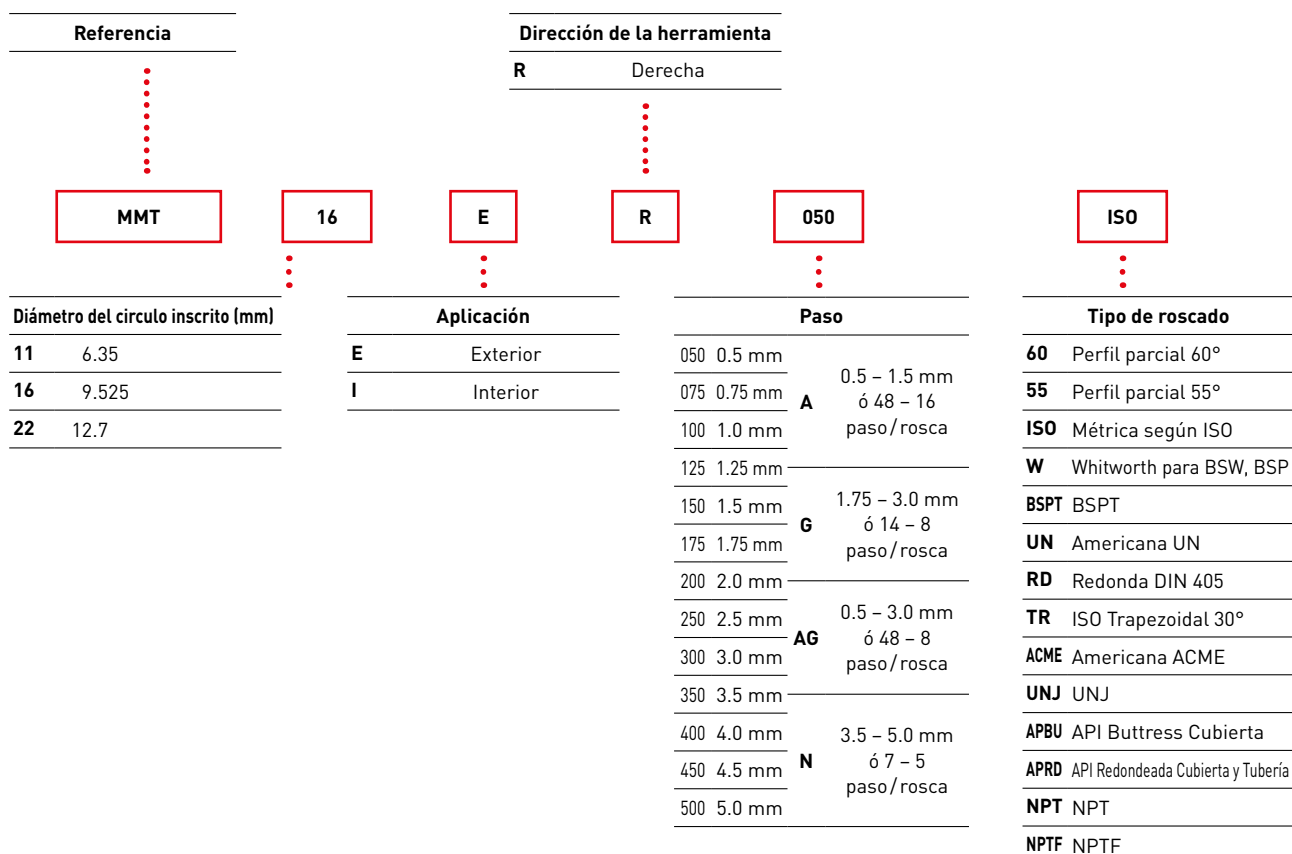 Referencia
Dirección de la herramienta
R Derecha
MMT 16 E R 050 ISO
Diámetro del circulo inscrito (mm)
11 6.35
16 9.525
22 12.7
Aplicación
E Exterior
I Interior
Paso
050 0.5 mm
075 0.75 mm
100 1.0 mm
125 1.25 mm
150 1.5 mm
175 1.75 mm
200 2.0 mm
250 2.5 mm
300 3.0 mm
350 3.5 mm
400 4.0 mm
450 4.5 mm
500 5.0 mm
A 0.5 – 1.5 mm
ó 48 – 16
paso/rosca
G 1.75 – 3.0 mm
ó 14 – 8
paso/rosca
AG 0.5 – 3.0 mm
ó 48 – 8
paso/rosca
N 3.5 – 5.0 mm
ó 7 – 5
paso/rosca
Tipo de roscado
60 Perfil parcial 60°
55 Perfil parcial 55°
ISO Métrica según ISO
W Whitworth para BSW, BSP
BSPT BSPT
UN Americana UN
RD Redonda DIN 405
TR ISO Trapezoidal 30°
ACME Americana ACME
UNJ UNJ
APBU API Buttress Cubierta
APRD API Redondeada Cubierta y Tubería
NPT NPT
NPTF NPTF